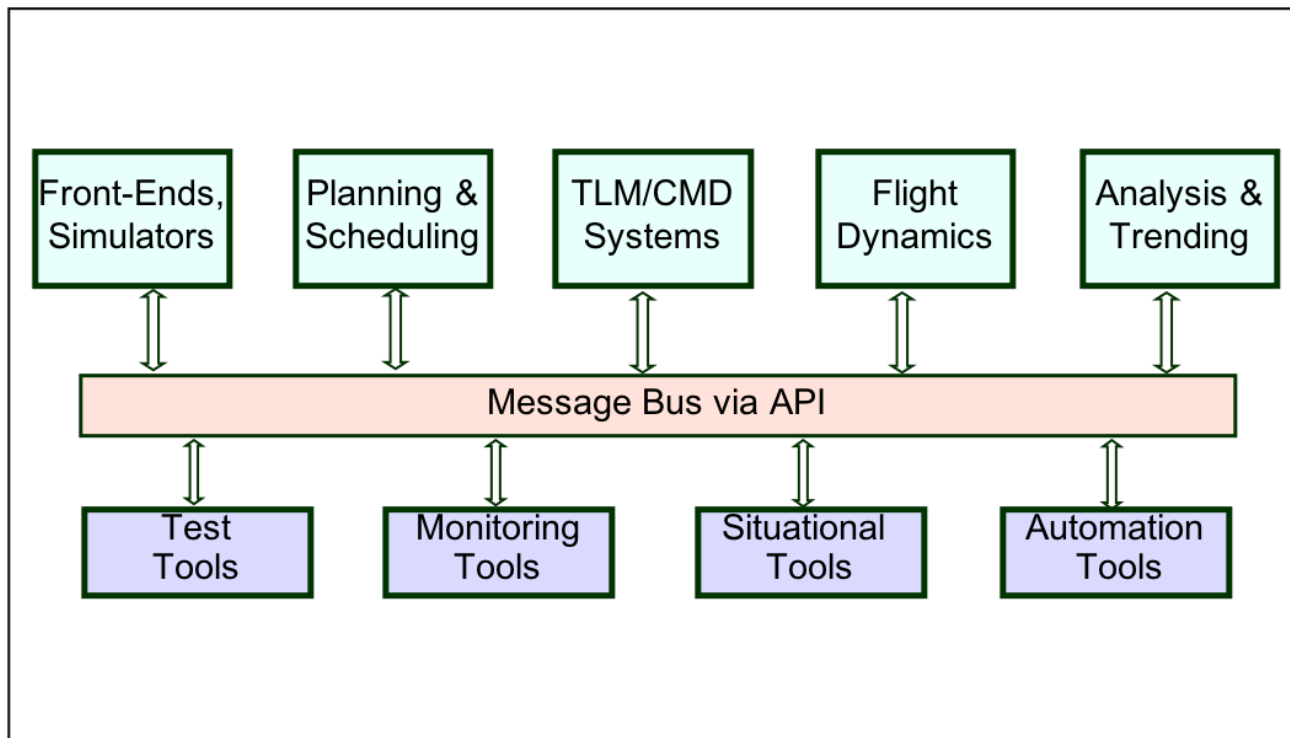 Front-Ends,
Simulators
Planning &
Scheduling
TLM/CMD
Systems
Flight
Dynamics
Analysis &
Trending
Message Bus via API
Test
Tools
Monitoring
Tools
Situational
Tools
Automation
Tools